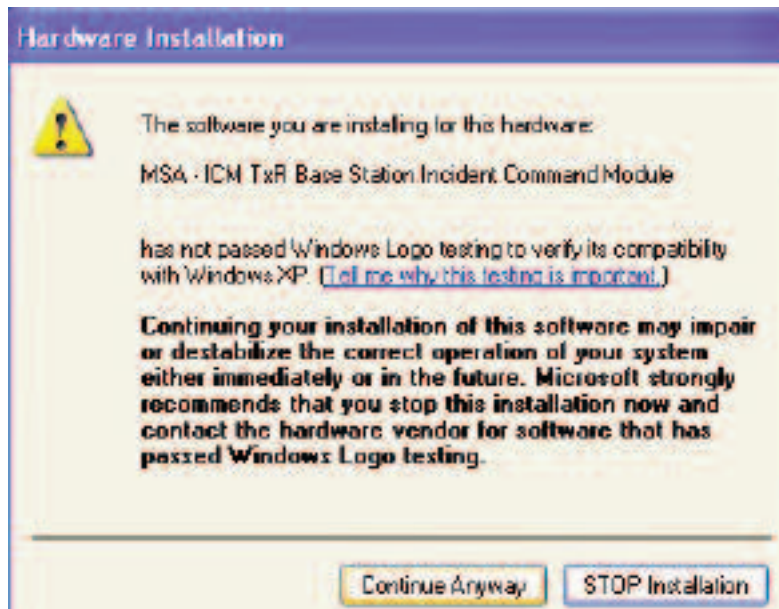 Hardware Installation
The software you are installing for this hardware:
MSA - ICM TxR Base Station Incident Command Module
has not passed Windows Logo testing to verify its compatibility
with Windows XP. (Tell me why this testing is important.)
Continuing your installation of this software may impair
or destabilize the correct operation of your system
either immediately or in the future. Microsoft strongly
recommends that you stop this installation now and
contact the hardware vendor for software that has
passed Windows Logo testing.
Continue Anyway
STOP Installation